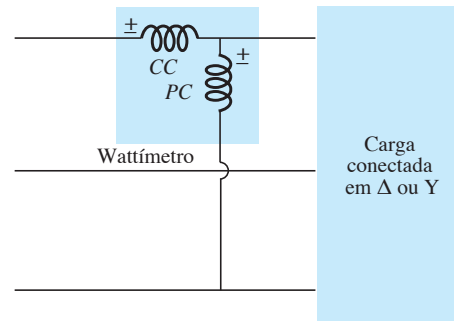 ±
CC
±
PC
Wattímetro
Carga
conectada
em Δ ou Y